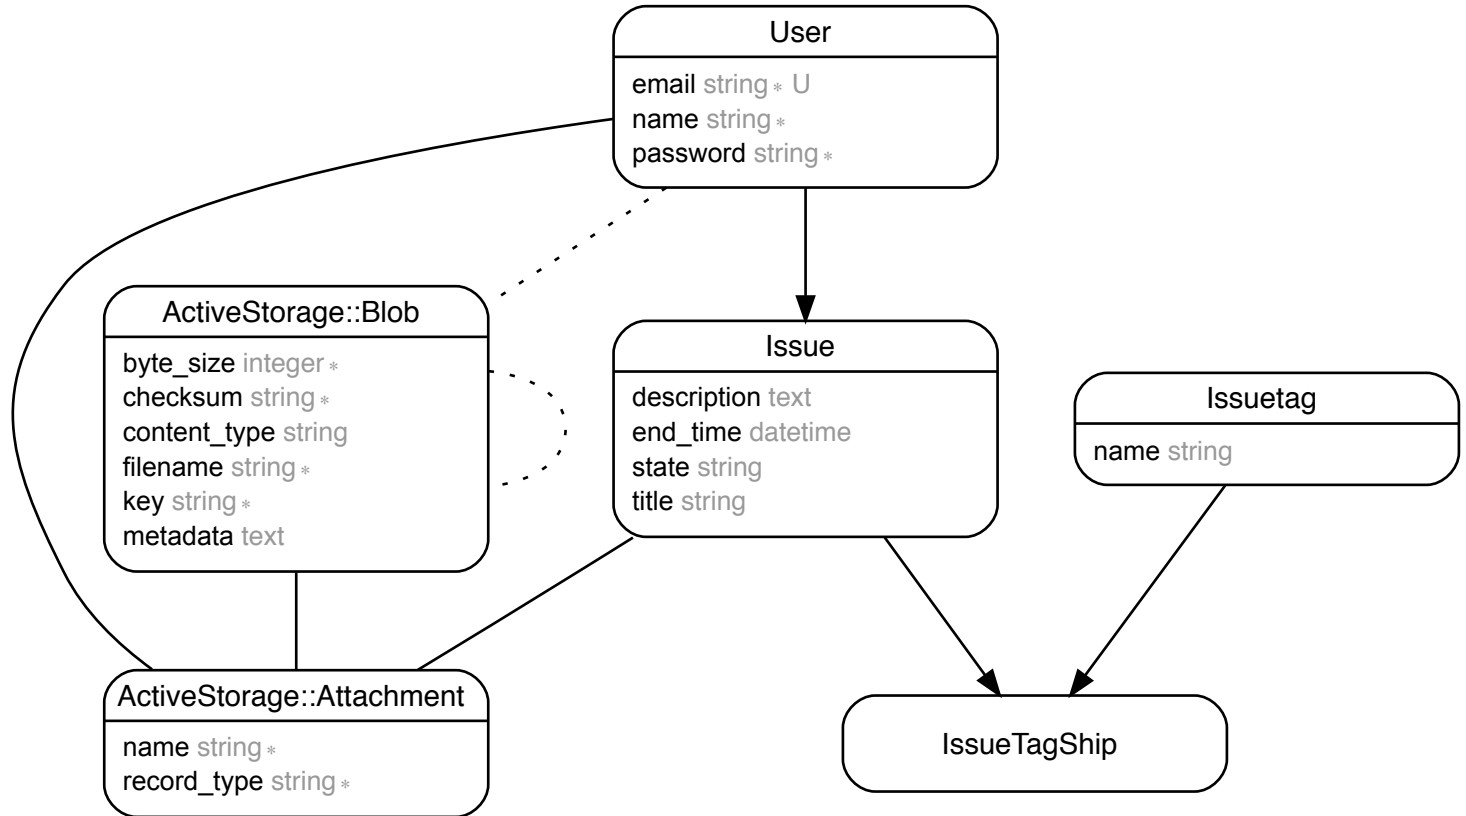 User
email string* U
name string*
password string*
ActiveStorage::Blob
byte_size integer*
checksum string*
content_type string
filename string*
key string*
metadata text
Issue
description text
end_time datetime
state string
title string
Issuetag
name string
ActiveStorage::Attachment
name string*
record_type string*
IssueTagShip